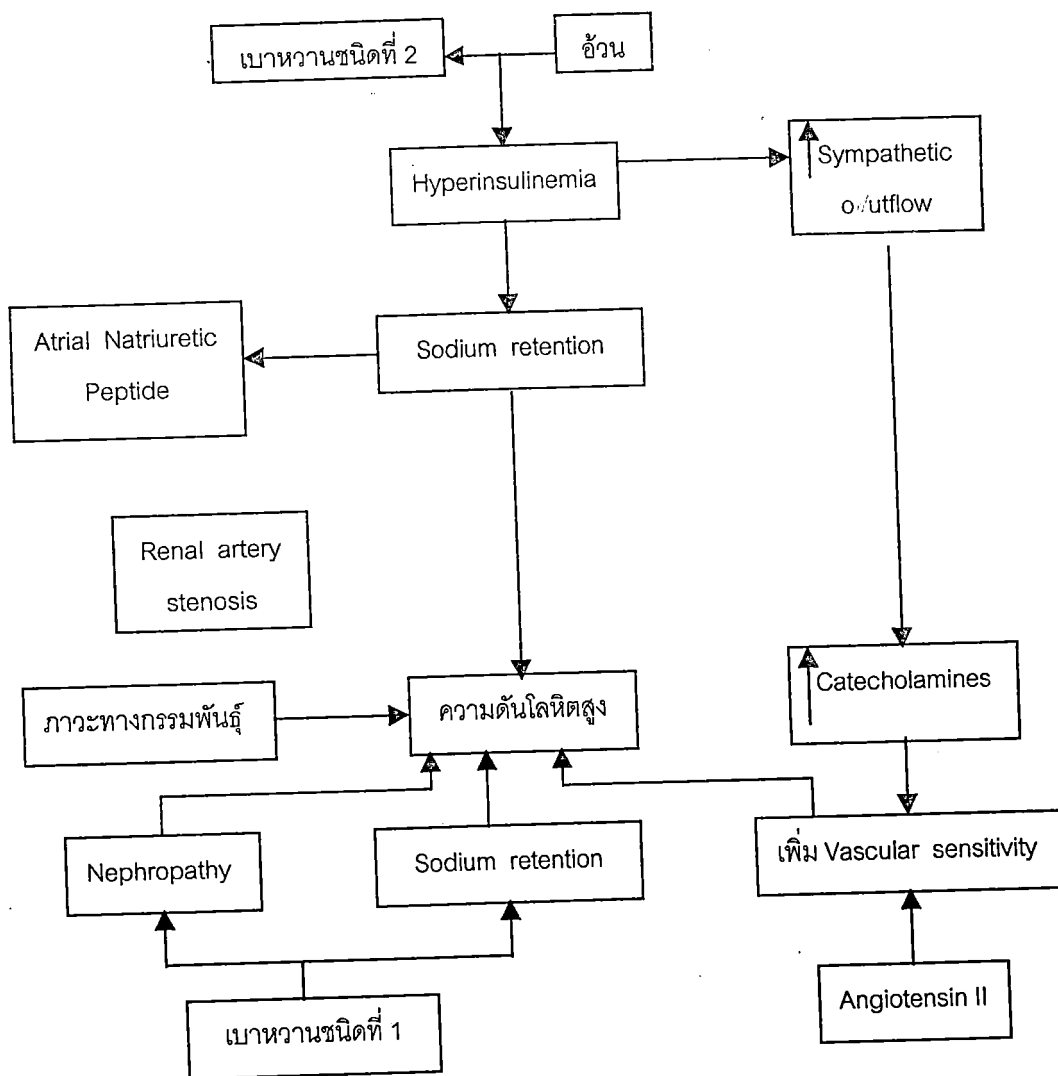 เบาหวานชนิดที่ 2
อ้วน
Hyperinsulinemia
Sympathetic
outflow
Atrial Natriuretic
Peptide
Sodium retention
Renal artery
stenosis
ภาวะทางกรรมพันธุ์
ความดันโลหิตสูง
Catecholamines
Nephropathy
Sodium retention
เพิ่ม Vascular sensitivity
เบาหวานชนิดที่ 1
Angiotensin II